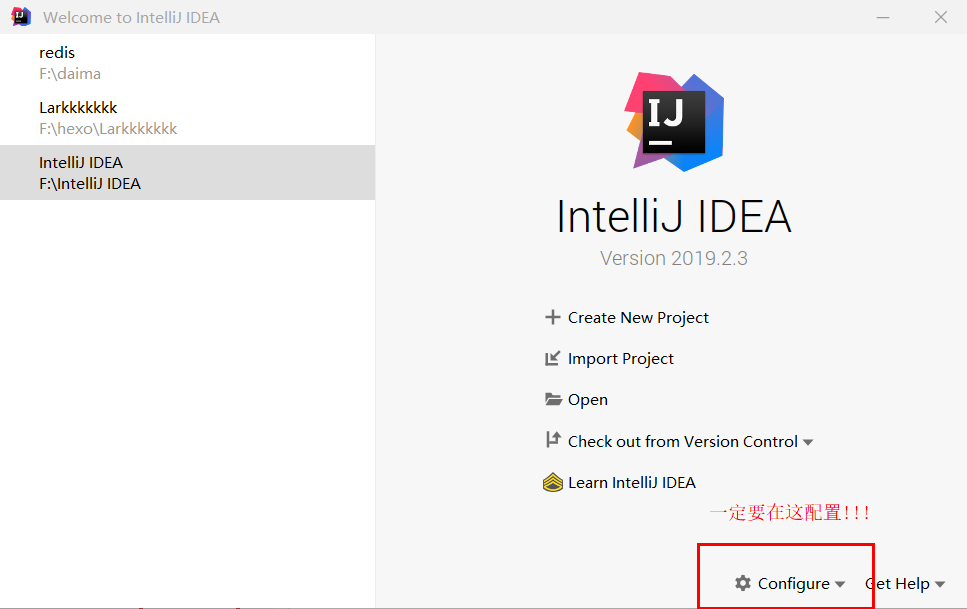 Welcome to IntelliJ IDEA
redis
F:\daima
Larkkkkkkk
F:\hexo\Larkkkkkkk
IntelliJ IDEA
F:\IntelliJ IDEA
IJ
IntelliJ IDEA
Version 2019.2.3
Create New Project
Import Project
Open
Check out from Version Control
Learn IntelliJ IDEA
一定要在这配置!!!
Configure
Get Help